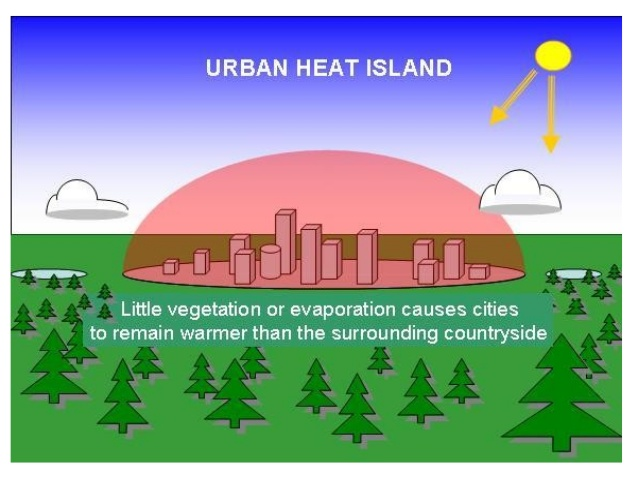 URBAN HEAT ISLAND
Little vegetation or evaporation causes cities
to remain warmer than the surrounding countryside